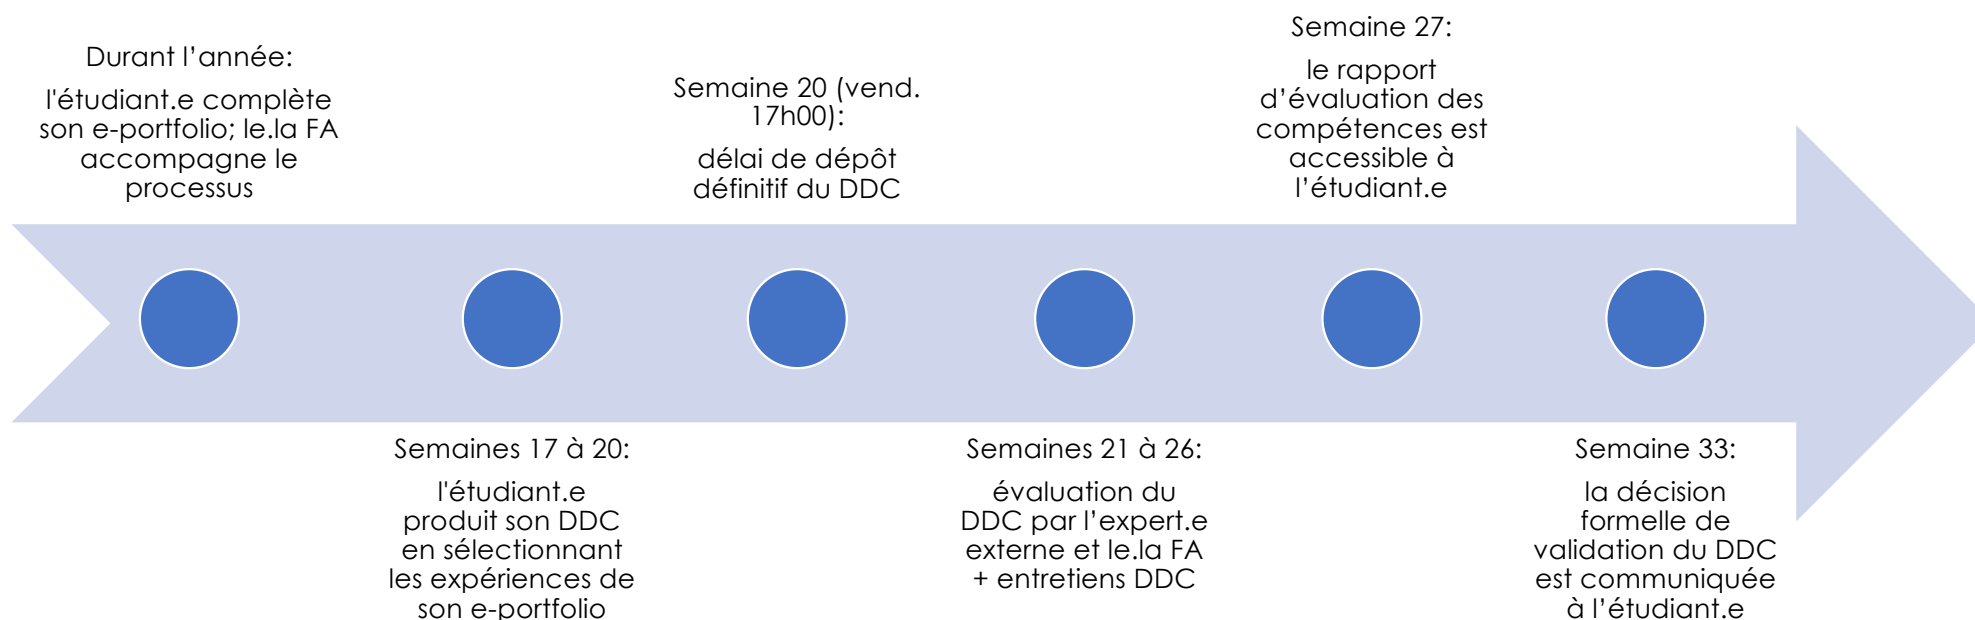 Durant l’année:
l'étudiant.e complète
son e-portfolio; le.la FA
accompagne le
processus
Semaines 17 à 20:
l'étudiant.e
produit son DDC
en sélectionnant
les expériences de
son e-portfolio
Semaine 20 (vend.
17h00):
délai de dépôt
définitif du DDC
Semaines 21 à 26:
évaluation du
DDC par l’expert.e
externe et le.la FA
+ entretiens DDC
Semaine 27:
le rapport
d’évaluation des
compétences est
accessible à
l’étudiant.e
Semaine 33:
la décision
formelle de
validation du DDC
est communiquée
à l’étudiant.e